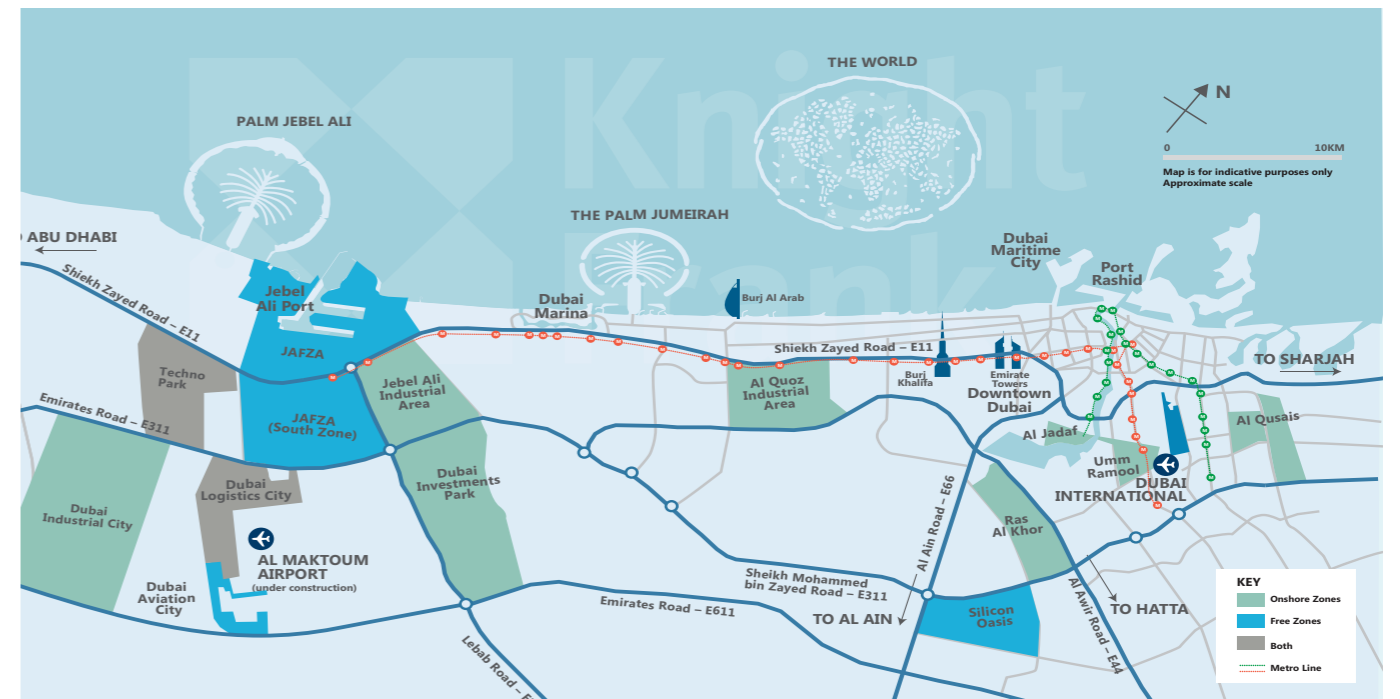 Knight
Frank
THE WORLD
N
PALM JEBEL ALI
0 10KM
Map is for indicative purposes only
Approximate scale
THE PALM JUMEIRAH
ABU DHABI
Dubai
Maritime
City
Port
Rashid
Shiekh Zayed Road – E11
Jebel
Ali Port
Dubai
Marina
Burj Al Arab
JAFZA
Shiekh Zayed Road – E11
TO SHARJAH
Techno
Park
Jebel Ali
Industrial
Area
Al Quoz
Industrial
Area
Burj
Khalifa
Emirate
Towers
Downtown
Dubai
Emirates Road – E311
JAFZA
(South Zone)
Al Jadaf
Al Qusais
Umm
Ramool
DUBAI
INTERNATIONAL
Dubai
Logistics City
Dubai
Investments
Park
Dubai
Industrial City
Al Ain Road – E66
Ras
Al Khor
AL MAKTOUM
AIRPORT
(under construction)
Dubai
Aviation
City
Sheikh Mohammed
bin Zayed Road – E311
Emirates Road – E611
TO AL AIN
Silicon
Oasis
Al Awir Road – E44
TO HATTA
Lebab Road –
KEY
Onshore Zones
Free Zones
Both
M Metro Line